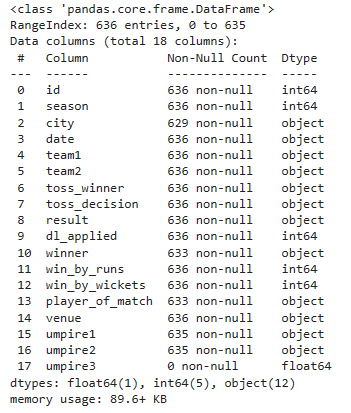 <class 'pandas.core.frame.DataFrame'>
RangeIndex: 636 entries, 0 to 635
Data columns (total 18 columns):
 #   Column           Non-Null Count  Dtype
---  ------           --------------  -----
 0   id               636 non-null    int64
 1   season           636 non-null    int64
 2   city             629 non-null    object
 3   date             636 non-null    object
 4   team1            636 non-null    object
 5   team2            636 non-null    object
 6   toss_winner      636 non-null    object
 7   toss_decision    636 non-null    object
 8   result           636 non-null    object
 9   dl_applied       636 non-null    int64
 10  winner           633 non-null    object
 11  win_by_runs      636 non-null    int64
 12  win_by_wickets   636 non-null    int64
 13  player_of_match  633 non-null    object
 14  venue            636 non-null    object
 15  umpire1          635 non-null    object
 16  umpire2          635 non-null    object
 17  umpire3          0 non-null      float64
dtypes: float64(1), int64(5), object(12)
memory usage: 89.6+ KB